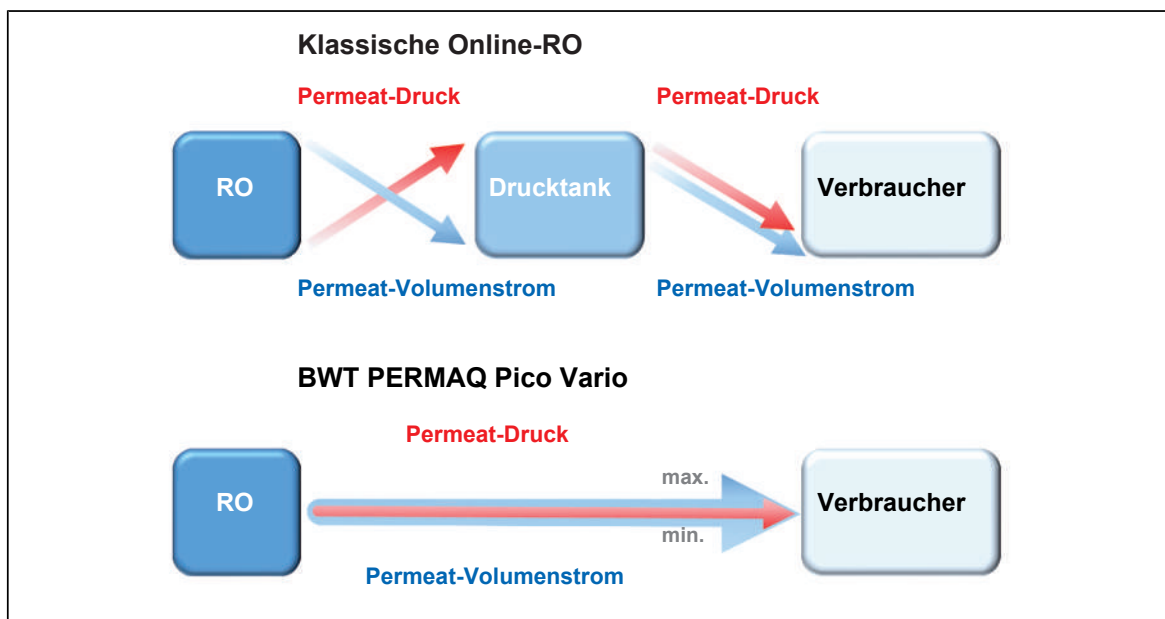 Klassische Online-RO
Permeat-Druck
Permeat-Druck
RO
Drucktank
Verbraucher
Permeat-Volumenstrom
Permeat-Volumenstrom
BWT PERMAQ Pico Vario
Permeat-Druck
max.
RO
Verbraucher
min.
Permeat-Volumenstrom